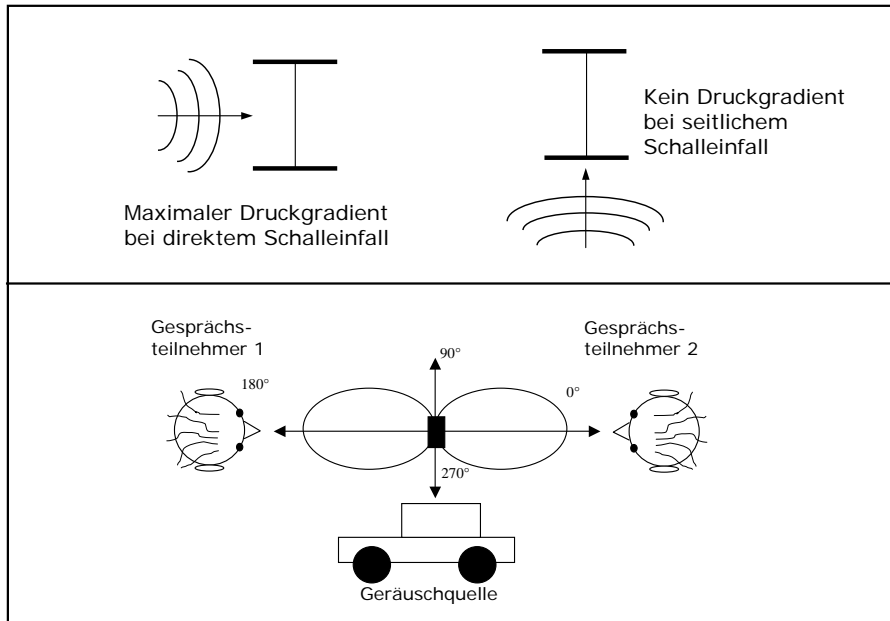 Maximaler Druckgradient
bei direktem Schalleinfall
Kein Druckgradient
bei seitlichem
Schalleinfall
Gesprächs-
teilnehmer 1
Gesprächs-
teilnehmer 2
90°
180°
0°
270°
Geräuschquelle